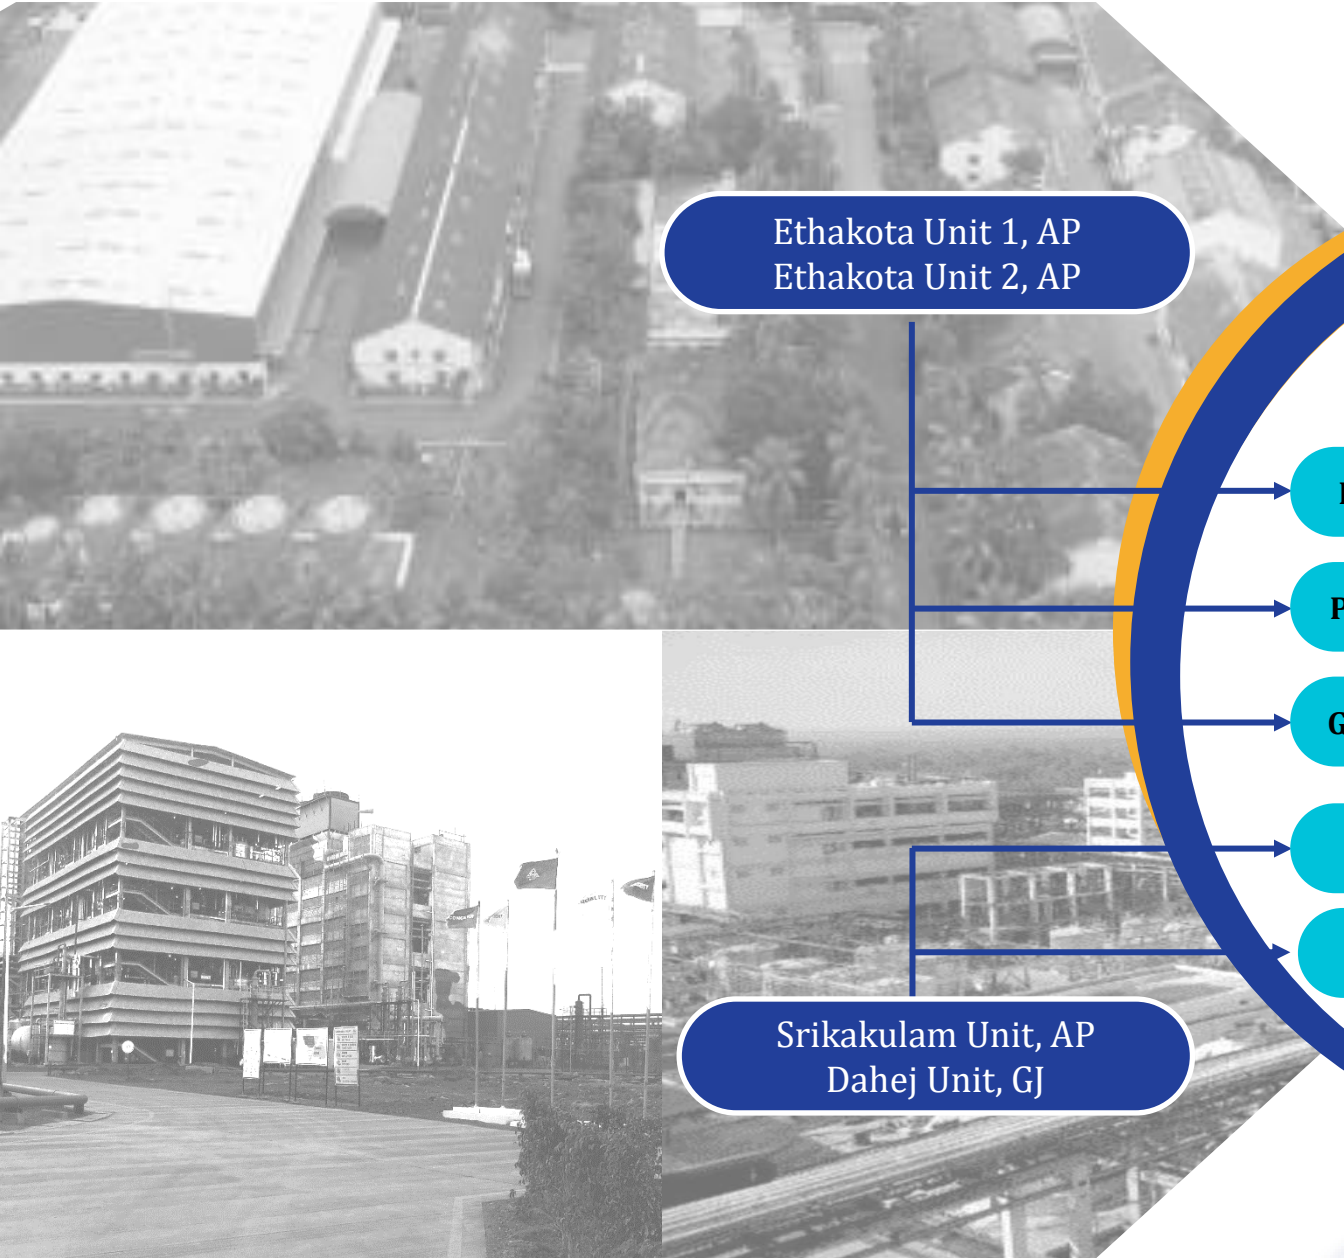 Ethakota Unit 1, AP
Ethakota Unit 2, AP
P
G
Srikakulam Unit, AP
Dahej Unit, GJ